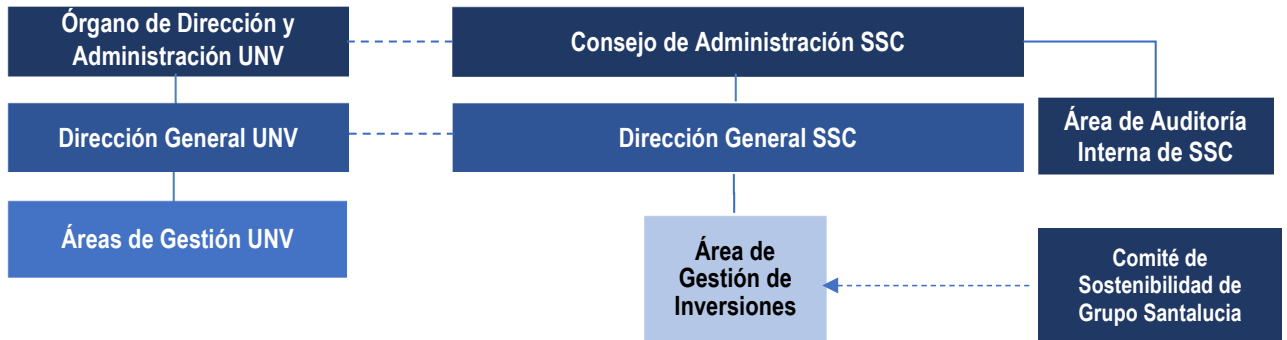 Órgano de Dirección y
Administración UNV
Consejo de Administración SSC
Dirección General UNV
Dirección General SSC
Área de Auditoría
Interna de SSC
Áreas de Gestión UNV
Área de
Gestión de
Inversiones
Comité de
Sostenibilidad de
Grupo Santalucia